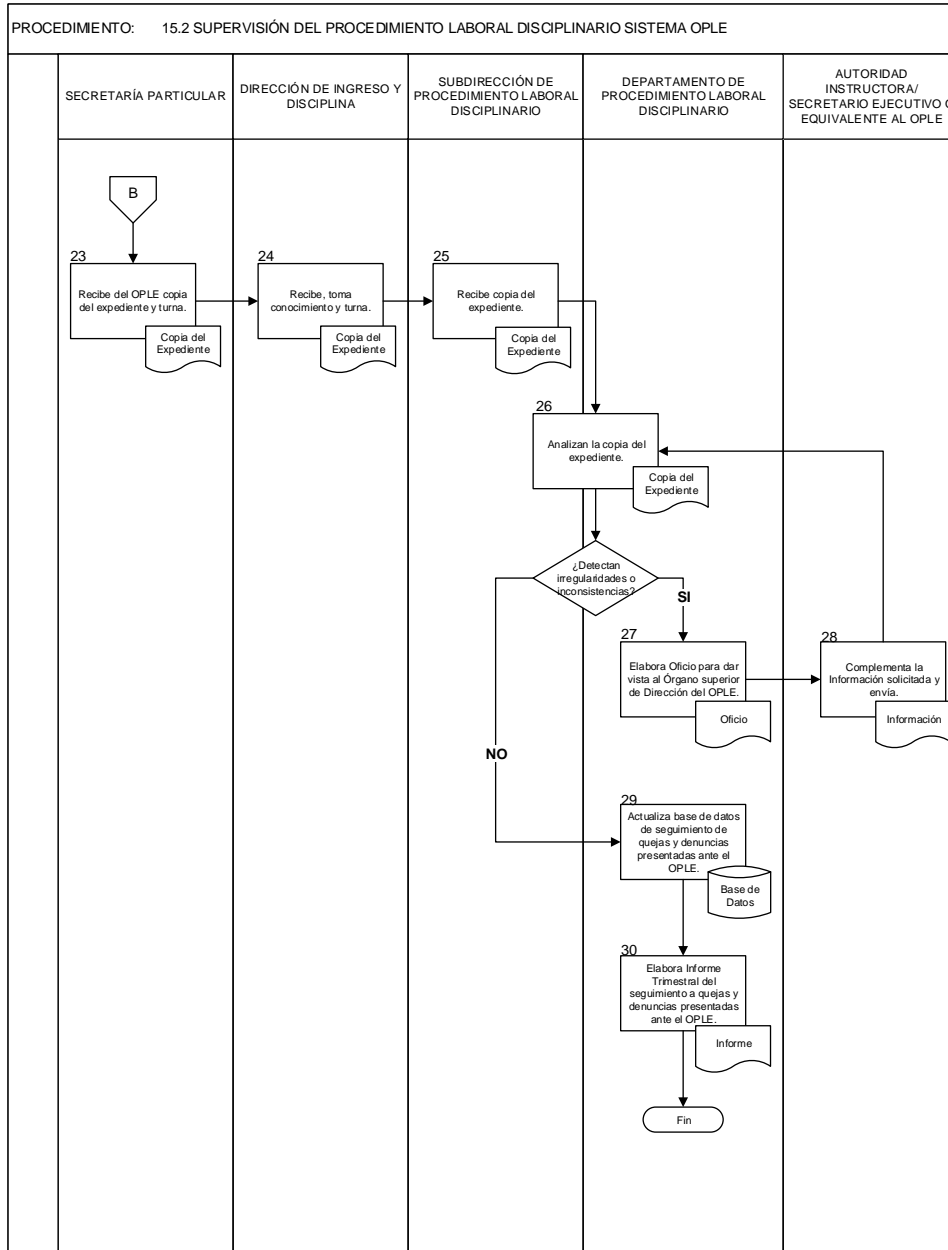 PROCEDIMIENTO: 15.2 SUPERVISIÓN DEL PROCEDIMIENTO LABORAL DISCIPLINARIO SISTEMA OPLE
SECRETARÍA PARTICULAR
DIRECCIÓN DE INGRESO Y
DISCIPLINA
SUBDIRECCIÓN DE
PROCEDIMIENTO LABORAL
DISCIPLINARIO
DEPARTAMENTO DE
PROCEDIMIENTO LABORAL
DISCIPLINARIO
AUTORIDAD
INSTRUCTORA/
SECRETARIO EJECUTIVO
EQUIVALENTE AL OPLE
B
23
Recibe del OPLE copia
del expediente y turna.
Copia del
Expediente
24
Recibe, toma
conocimiento y turna.
Copia del
Expediente
25
Recibe copia del
expediente.
Copia del
Expediente
26
Analizan la copia del
expediente.
Copia del
Expediente
¿Detectan
irregularidades o
inconsistencias?
SI
27
Elabora Oficio para dar
vista al Órgano superior
de Dirección del OPLE.
Oficio
28
Complementa la
Información solicitada y
envía.
Información
NO
29
Actualiza base de datos
de seguimiento de
quejas y denuncias
presentadas ante el
OPLE.
Base de
Datos
30
Elabora Informe
Trimestral del
seguimiento a quejas y
denuncias presentadas
ante el OPLE.
Informe
Fin